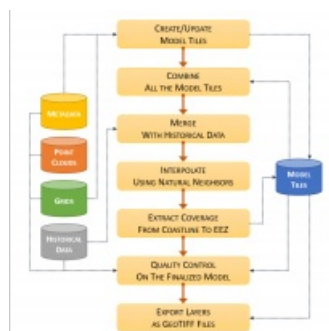 CREATE/UPDATE
MODEL TILES
COMBINE
ALL THE MODEL TILES
METADATA
MERGE
WITH HISTORICAL DATA
POINT
CLOUDS
INTERPOLATE
USING NATURAL NEIGHBORS
MODEL
TILES
GRIDS
EXTRACT COVERAGE
FROM COASTLINE TO EEZ
HISTORICAL
DATA
QUALITY CONTROL
ON THE FINALIZED MODEL
EXPORT LAYERS
AS GEOTIFF FILES